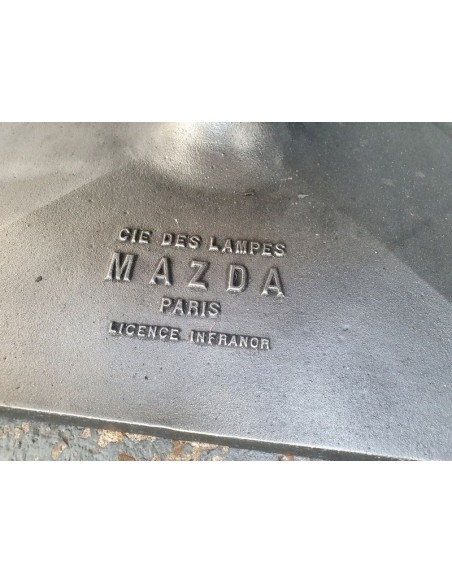 CIE DES LAMPES
MAZDA
PARIS
LICENCE INFRANOR